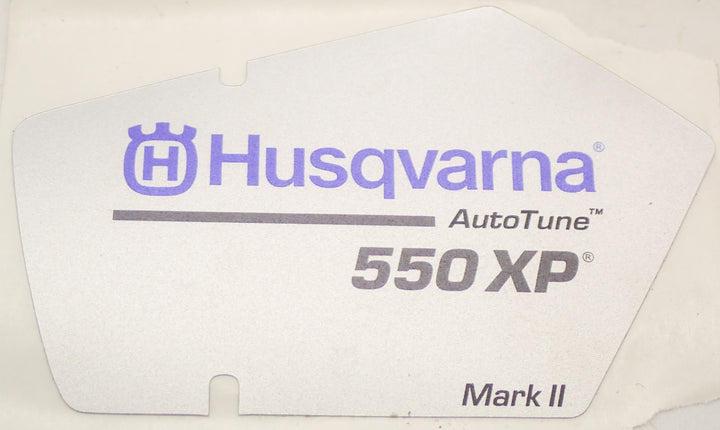 Husqvarna®
AutoTune™
550 XP®
Mark II